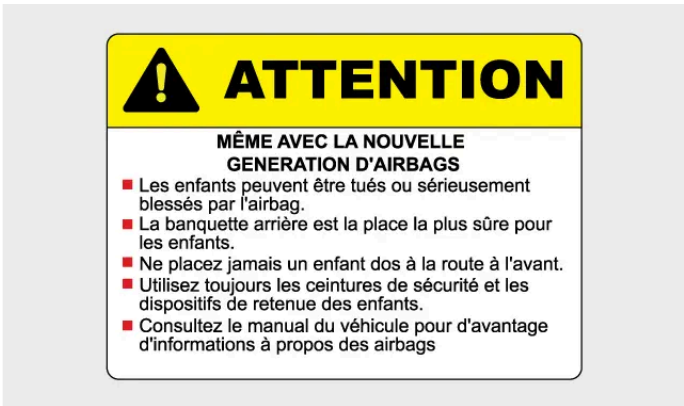 ATTENTION
MÊME AVEC LA NOUVELLE
GENERATION D'AIRBAGS
Les enfants peuvent être tués ou sérieusement
blessés par l'airbag.
La banquette arrière est la place la plus sûre pour
les enfants.
Ne placez jamais un enfant dos à la route à l'avant.
Utilisez toujours les ceintures de sécurité et les
dispositifs de retenue des enfants.
Consultez le manual du véhicule pour d'avantage
d'informations à propos des airbags